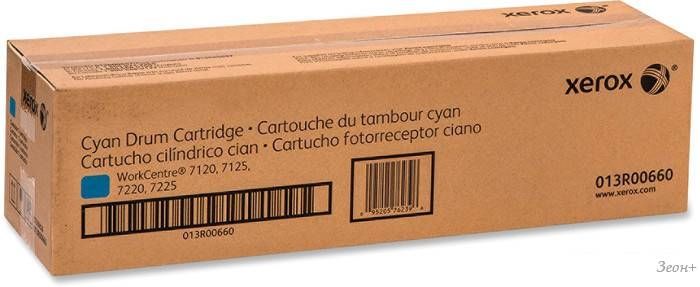 xerox
xerox
Cyan Drum Cartridge • Cartouche du tambour cyan
Cartucho cilíndrico cian • Cartucho fotorreceptor ciano
WorkCentre® 7120, 7125,
7220, 7225
013R00660
013R00660
www.xerox.com
Зеон+